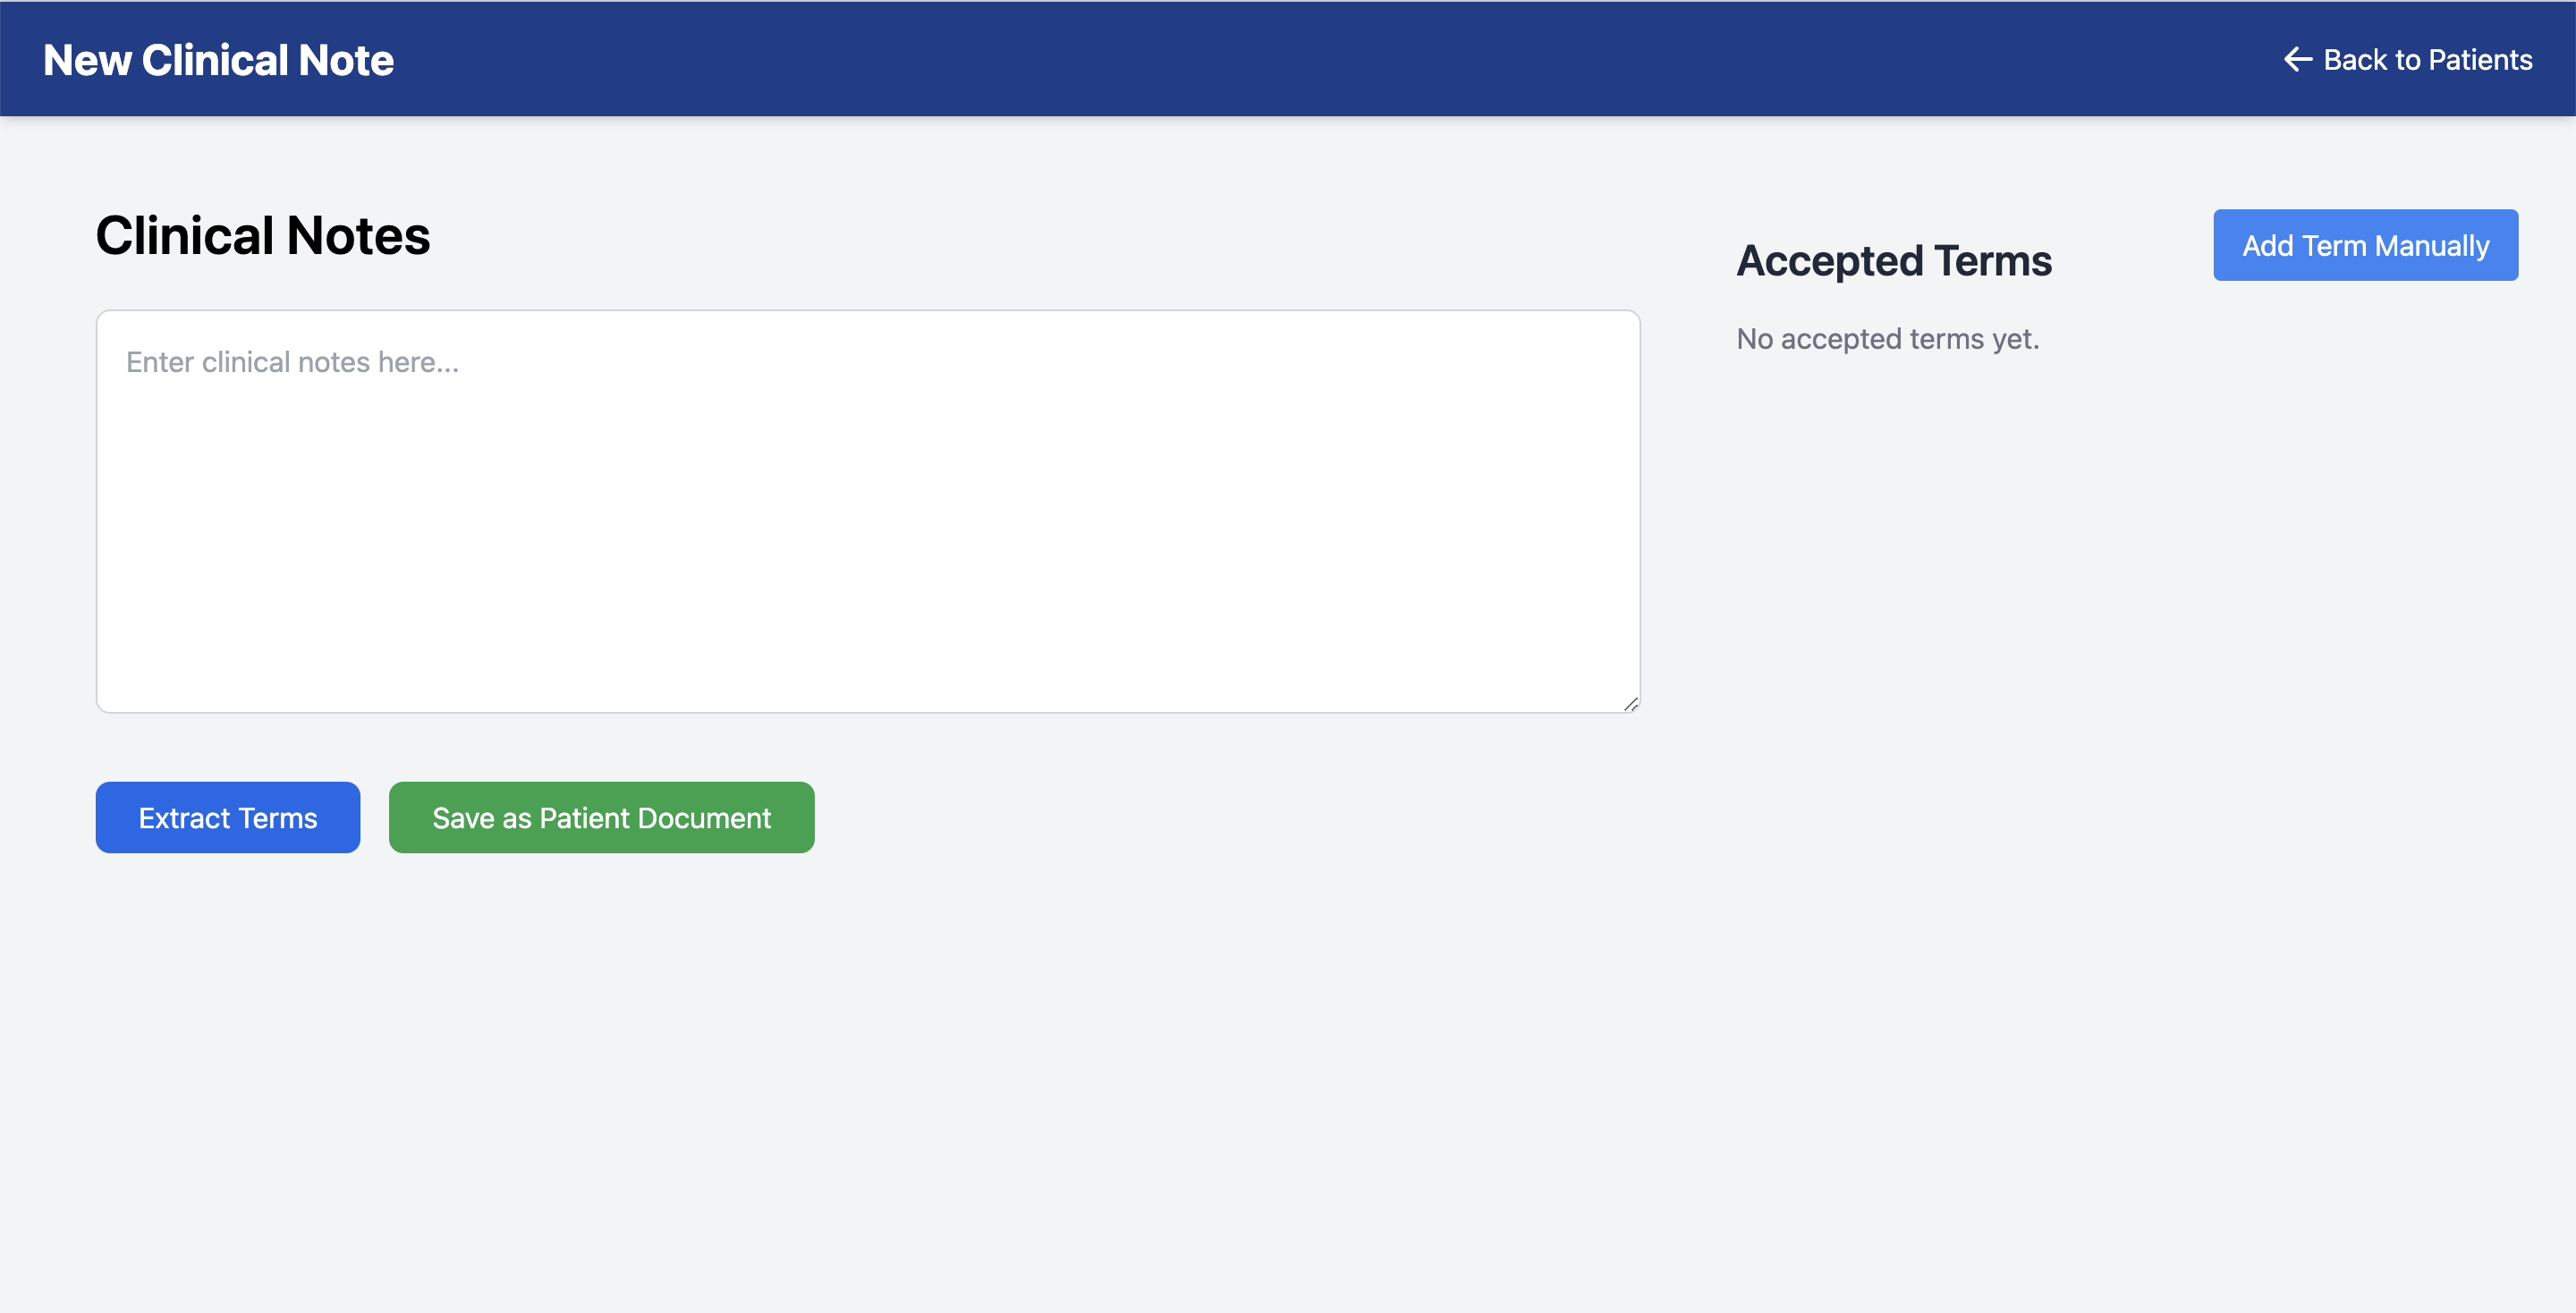 New Clinical Note
← Back to Patients
Clinical Notes
Enter clinical notes here...
Extract Terms
Save as Patient Document
Accepted Terms
Add Term Manually
No accepted terms yet.